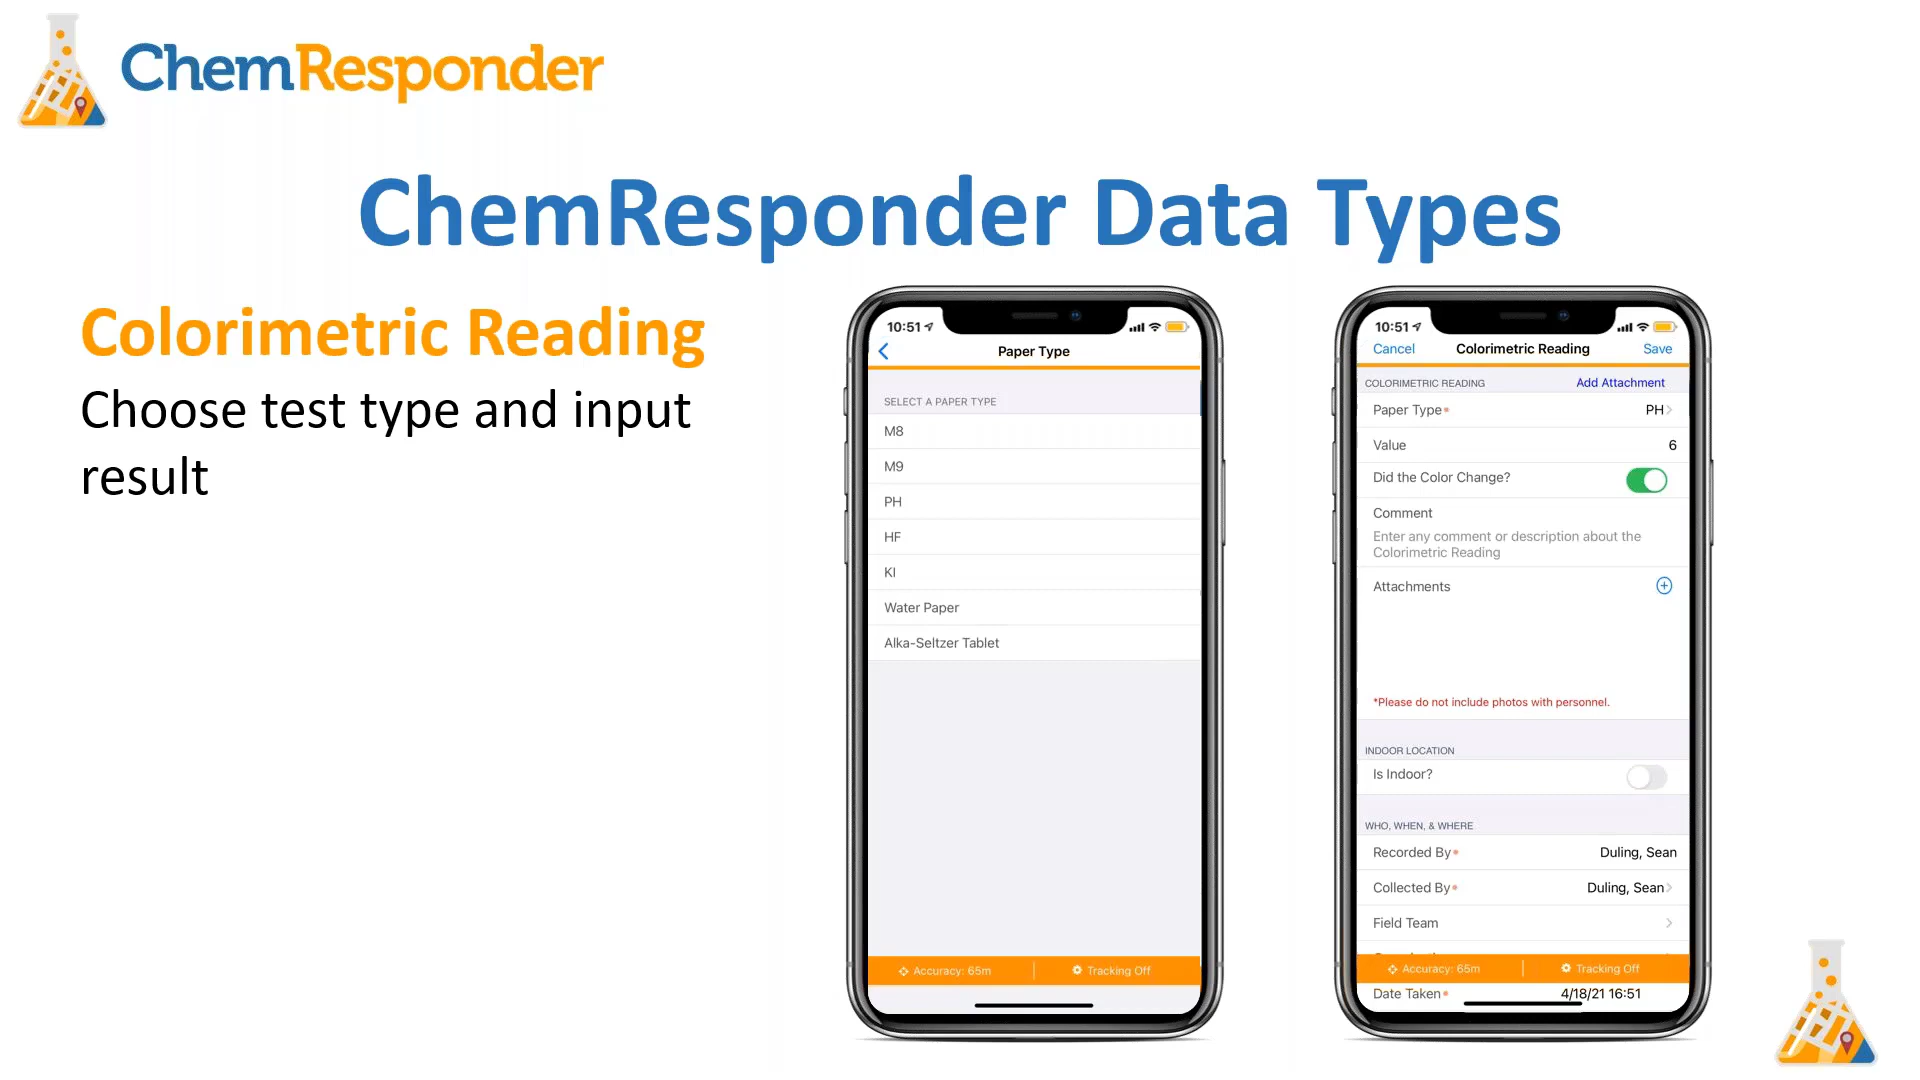 ChemResponder
ChemResponder Data Types
Colorimetric Reading
Choose test type and input
result
10:51
Paper Type
SELECT A PAPER TYPE
M8
M9
PH
HF
KI
Water Paper
Alka-Seltzer Tablet
Accuracy: 65m
Tracking Off
10:51
Cancel Colorimetric Reading Save
COLORIMETRIC READING Add Attachment
Paper Type* PH
Value 6
Did the Color Change?
Comment
Enter any comment or description about the
Colorimetric Reading
Attachments
*Please do not include photos with personnel.
INDOOR LOCATION
Is Indoor?
WHO, WHEN, & WHERE
Recorded By* Duling, Sean
Collected By* Duling, Sean
Field Team
Accuracy: 65m
Tracking Off
Date Taken* 4/18/21 16:51